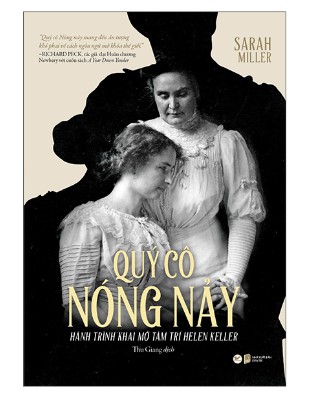 "Quý cô Nóng nảy mang đến ấn tượng
khó phai về cách ngôn ngữ mở khóa thế giới."
–RICHARD PECK, tác giả đạt Huân chương
Newbery với cuốn sách A Year Down Yonder
SARAH
MILLER
QUÝ CÔ
NÓNG NẢY
HÀNH TRÌNH KHAI MỞ TÂM TRÍ HELEN KELLER
Thu Giang dịch